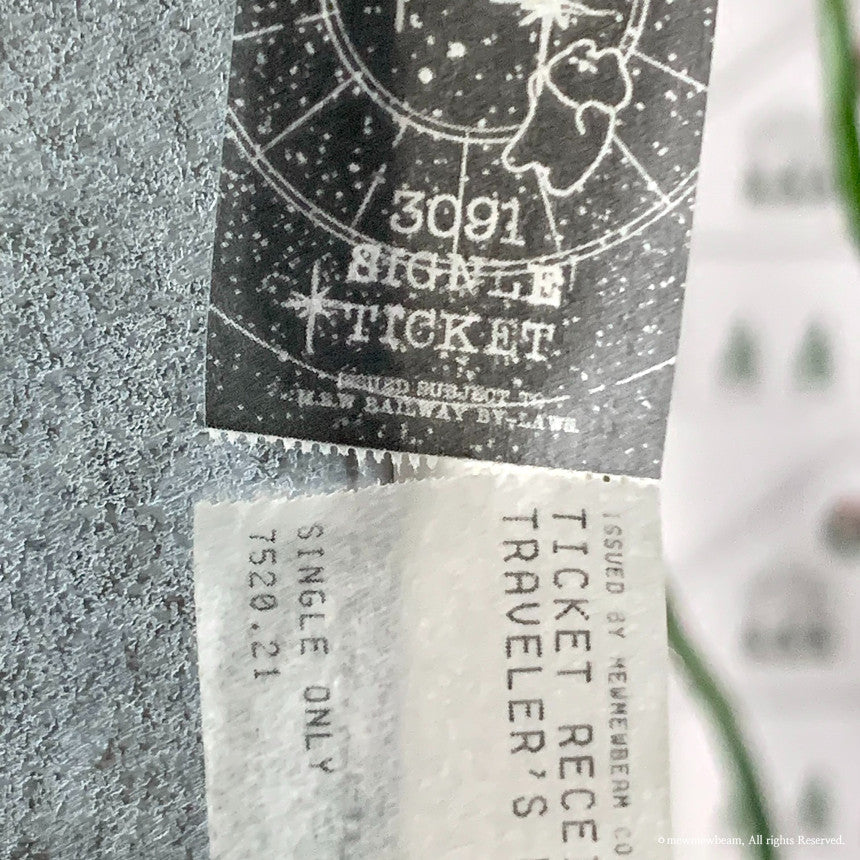 3091
SIGNLE
TICKET
ISSUED SUBJECT TO
M.B.W RAILWAY BY-LAWS
ISSUED BY MEWMEWBEAM CO
TICKET RECE
TRAVELER'S
SINGLE ONLY
7520.21
©mewmewbeam, All rights Reserved.